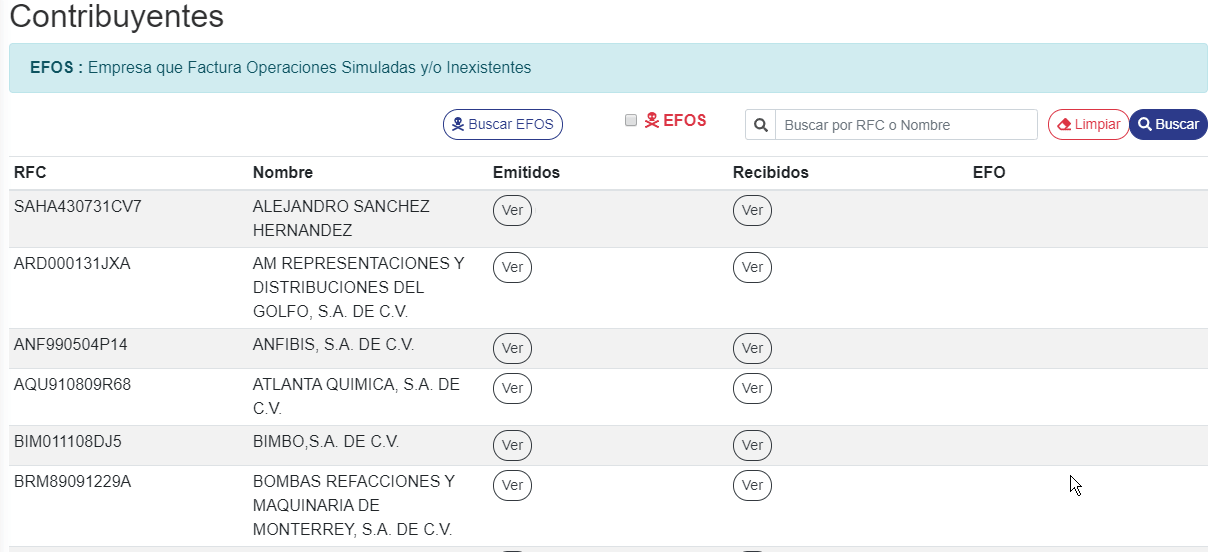 Contribuyentes
EFOS : Empresa que Factura Operaciones Simuladas y/o Inexistentes
Buscar EFOS EFOS Buscar por RFC o Nombre Limpiar Buscar
RFC Nombre Emitidos Recibidos EFO
SAHA430731CV7 ALEJANDRO SANCHEZ Ver Ver
HERNANDEZ
ARD000131JXA AM REPRESENTACIONES Y Ver Ver
DISTRIBUCIONES DEL
GOLFO, S.A. DE C.V.
ANF990504P14 ANFIBIS, S.A. DE C.V. Ver Ver
AQU910809R68 ATLANTA QUIMICA, S.A. DE Ver Ver
C.V.
BIM011108DJ5 BIMBO,S.A. DE C.V. Ver Ver
BRM89091229A BOMBAS REFACCIONES Y Ver Ver
MAQUINARIA DE
MONTERREY, S.A. DE C.V.